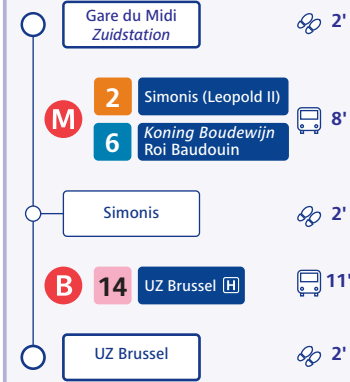 Gare du Midi
Zuidstation
2'
M
2 Simonis (Leopold II)
6 Koning Boudewijn
Roi Baudouin
8'
Simonis
2'
B 14 UZ Brussel H
11'
UZ Brussel
2'